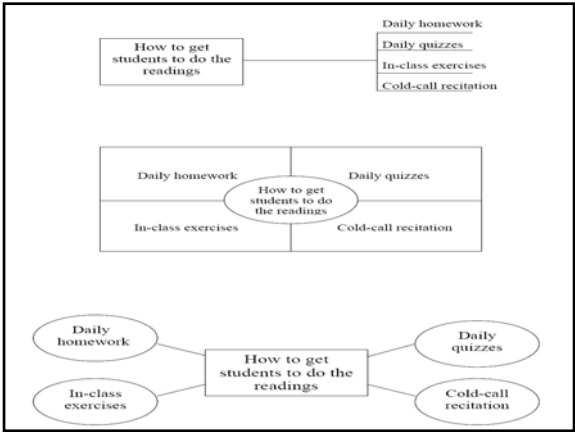 How to get
students to do the
readings
Daily homework
Daily quizzes
In-class exercises
Cold-call recitation
Daily homework
Daily quizzes
How to get
students to do
the readings
In-class exercises
Cold-call recitation
Daily
homework
Daily
quizzes
How to get
students to do the
readings
In-class
exercises
Cold-call
recitation